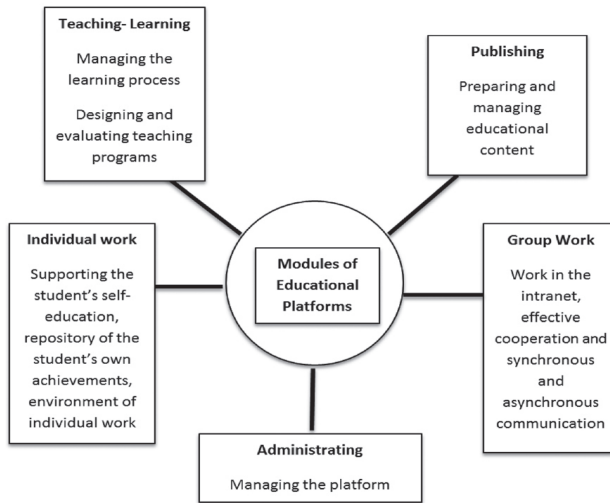 Teaching- Learning
Managing the
learning process
Designing and
evaluating teaching
programs
Publishing
Preparing and
managing
educational
content
Individual work
Supporting the
student’s self-
education,
repository of the
student’s own
achievements,
environment of
individual work
Modules of
Educational
Platforms
Group Work
Work in the
intranet,
effective
cooperation and
synchronous
and
asynchronous
communication
Administrating
Managing the platform